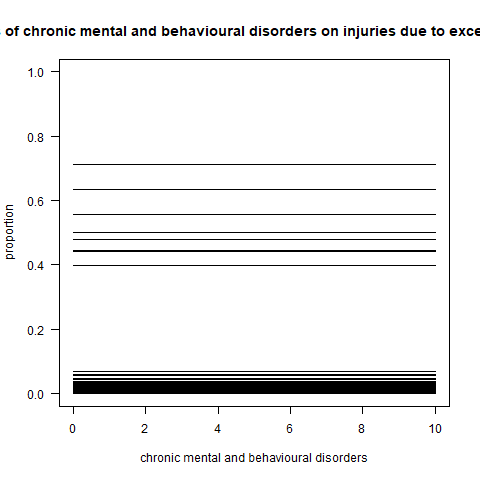 of chronic mental and behavioural disorders on injuries due to
1.0
0.8
0.6
0.4
0.2
0.0
proportion
0 2 4 6 8 10
chronic mental and behavioural disorders